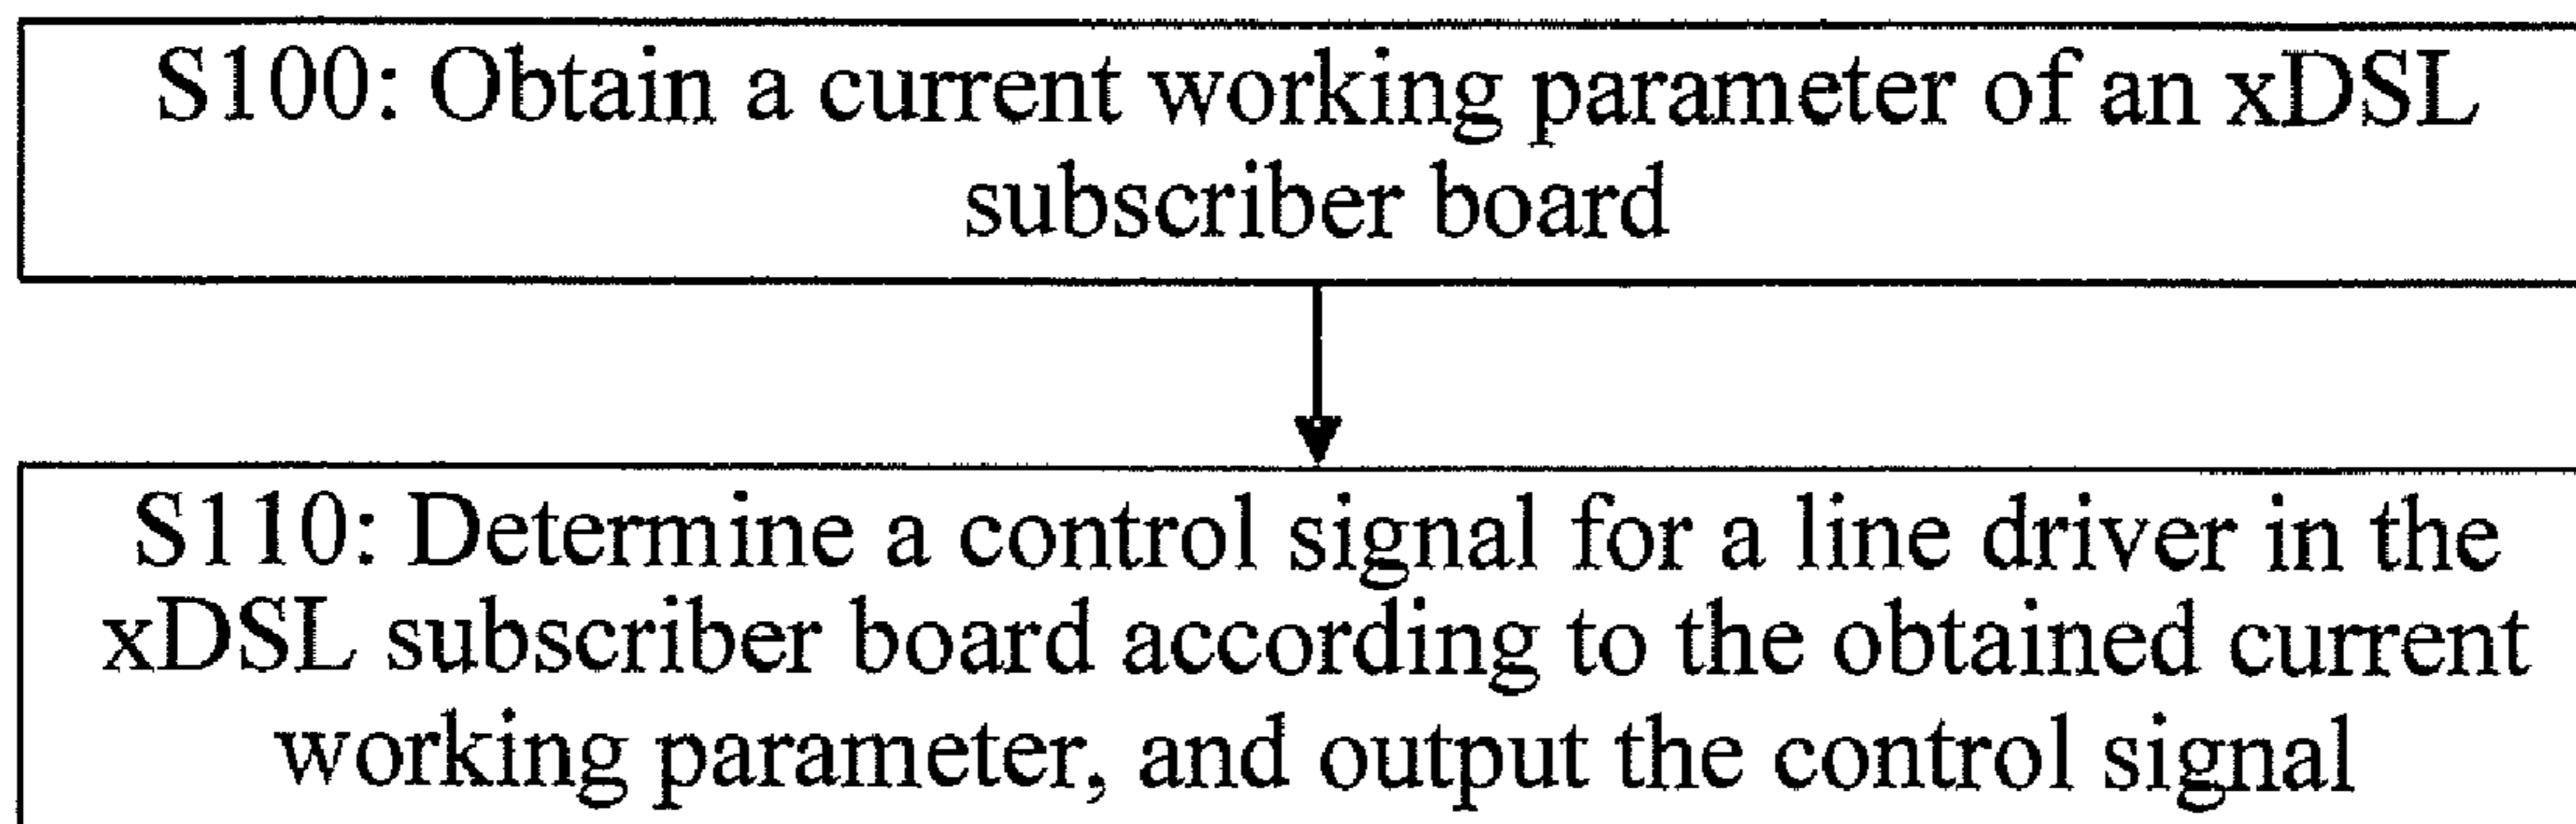 S100: Obtain a current working parameter of an xDSL
subscriber board
S110: Determine a control signal for a line driver in the
xDSL subscriber board according to the obtained current
working parameter, and output the control signal